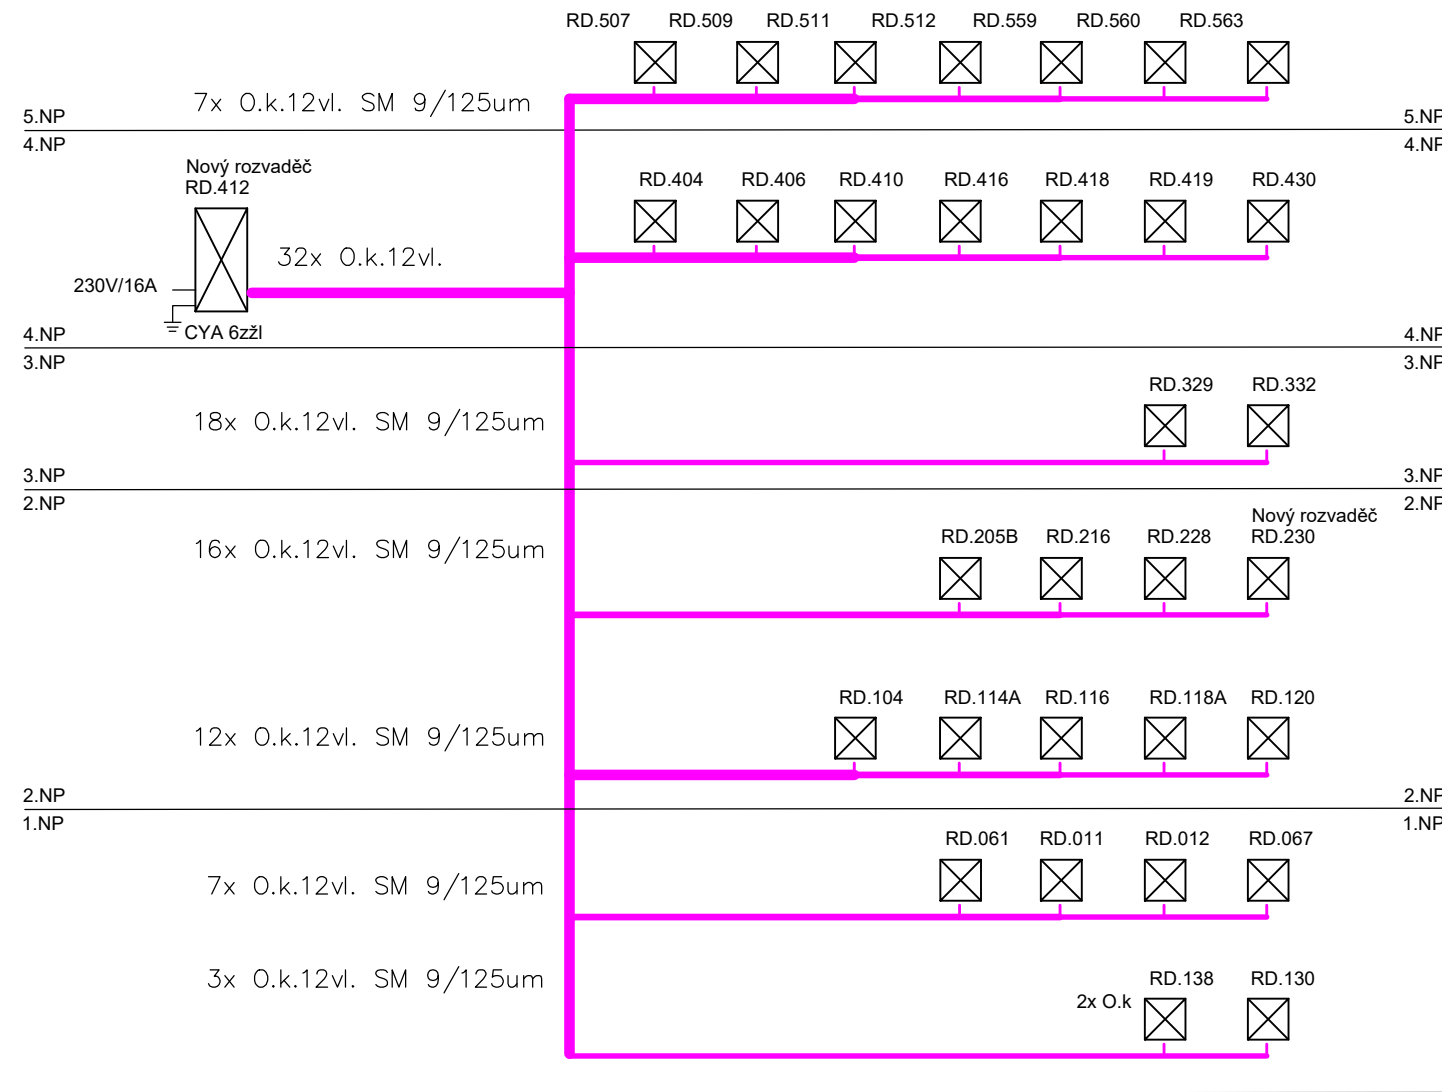 RD.507 RD.509 RD.511 RD.512 RD.559 RD.560 RD.563
7x O.k.12vl. SM 9/125um
5.NP 5.NP
4.NP 4.NP
Nový rozvaděč
RD.412
RD.404 RD.406 RD.410 RD.416 RD.418 RD.419 RD.430
32x O.k.12vl.
230V/16A
CYA 6zžl
4.NP 4.NP
3.NP 3.NP
RD.329 RD.332
18x O.k.12vl. SM 9/125um
3.NP 3.NP
2.NP 2.NP
Nový rozvaděč
RD.205B RD.216 RD.228 RD.230
16x O.k.12vl. SM 9/125um
RD.104 RD.114A RD.116 RD.118A RD.120
12x O.k.12vl. SM 9/125um
2.NP 2.NP
1.NP 1.NP
RD.061 RD.011 RD.012 RD.067
7x O.k.12vl. SM 9/125um
3x O.k.12vl. SM 9/125um
RD.138 RD.130
2x O.k